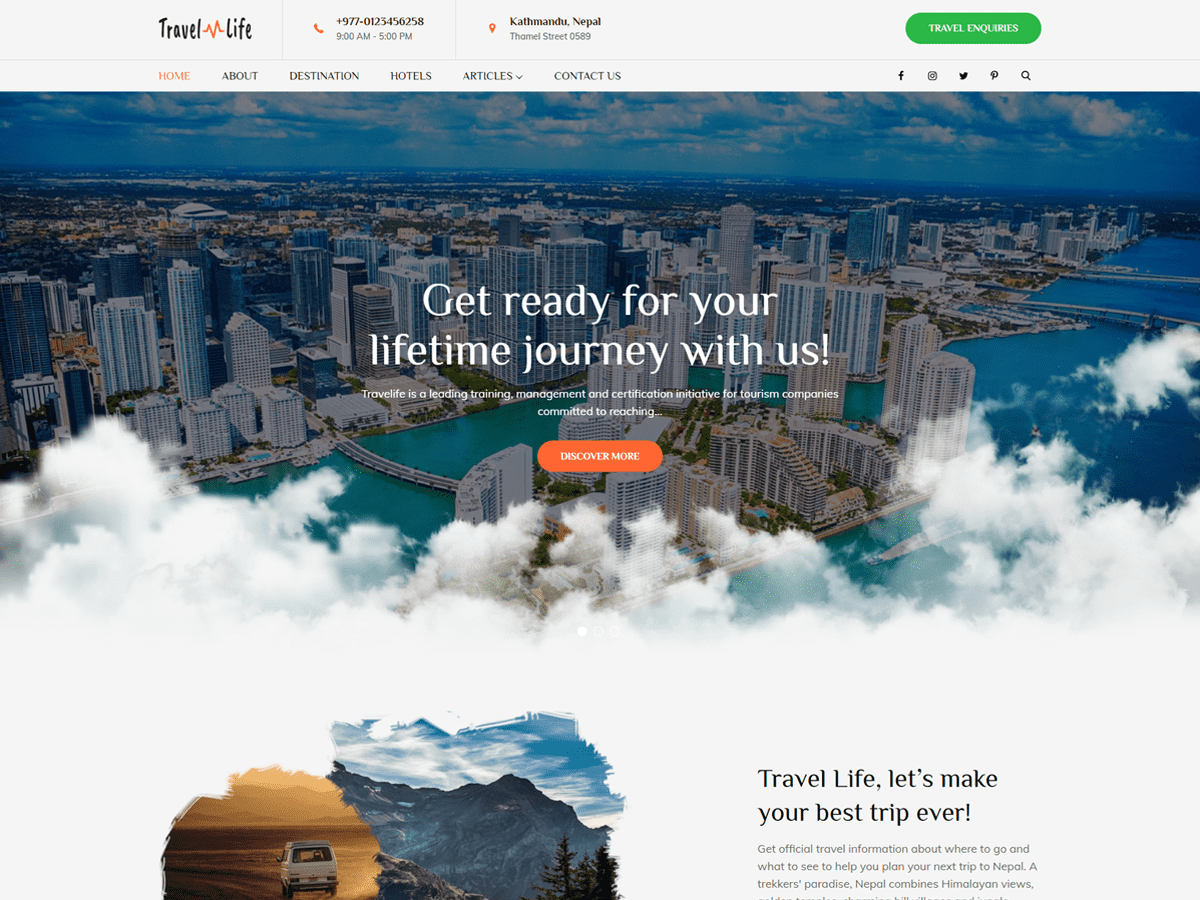 Travel Life
+977-0123456258
9:00 AM - 5:00 PM
Kathmandu, Nepal
Thamel Street 0589
TRAVEL ENQUIRIES
HOME
ABOUT
DESTINATION
HOTELS
ARTICLES
CONTACT US
Get ready for your
lifetime journey with us!
Travelife is a leading training, management and certification initiative for tourism companies
committed to reaching...
DISCOVER MORE
Travel Life, let's make
your best trip ever!
Get official travel information about where to go and
what to see to help you plan your next trip to Nepal. A
trekkers' paradise, Nepal combines Himalayan views,